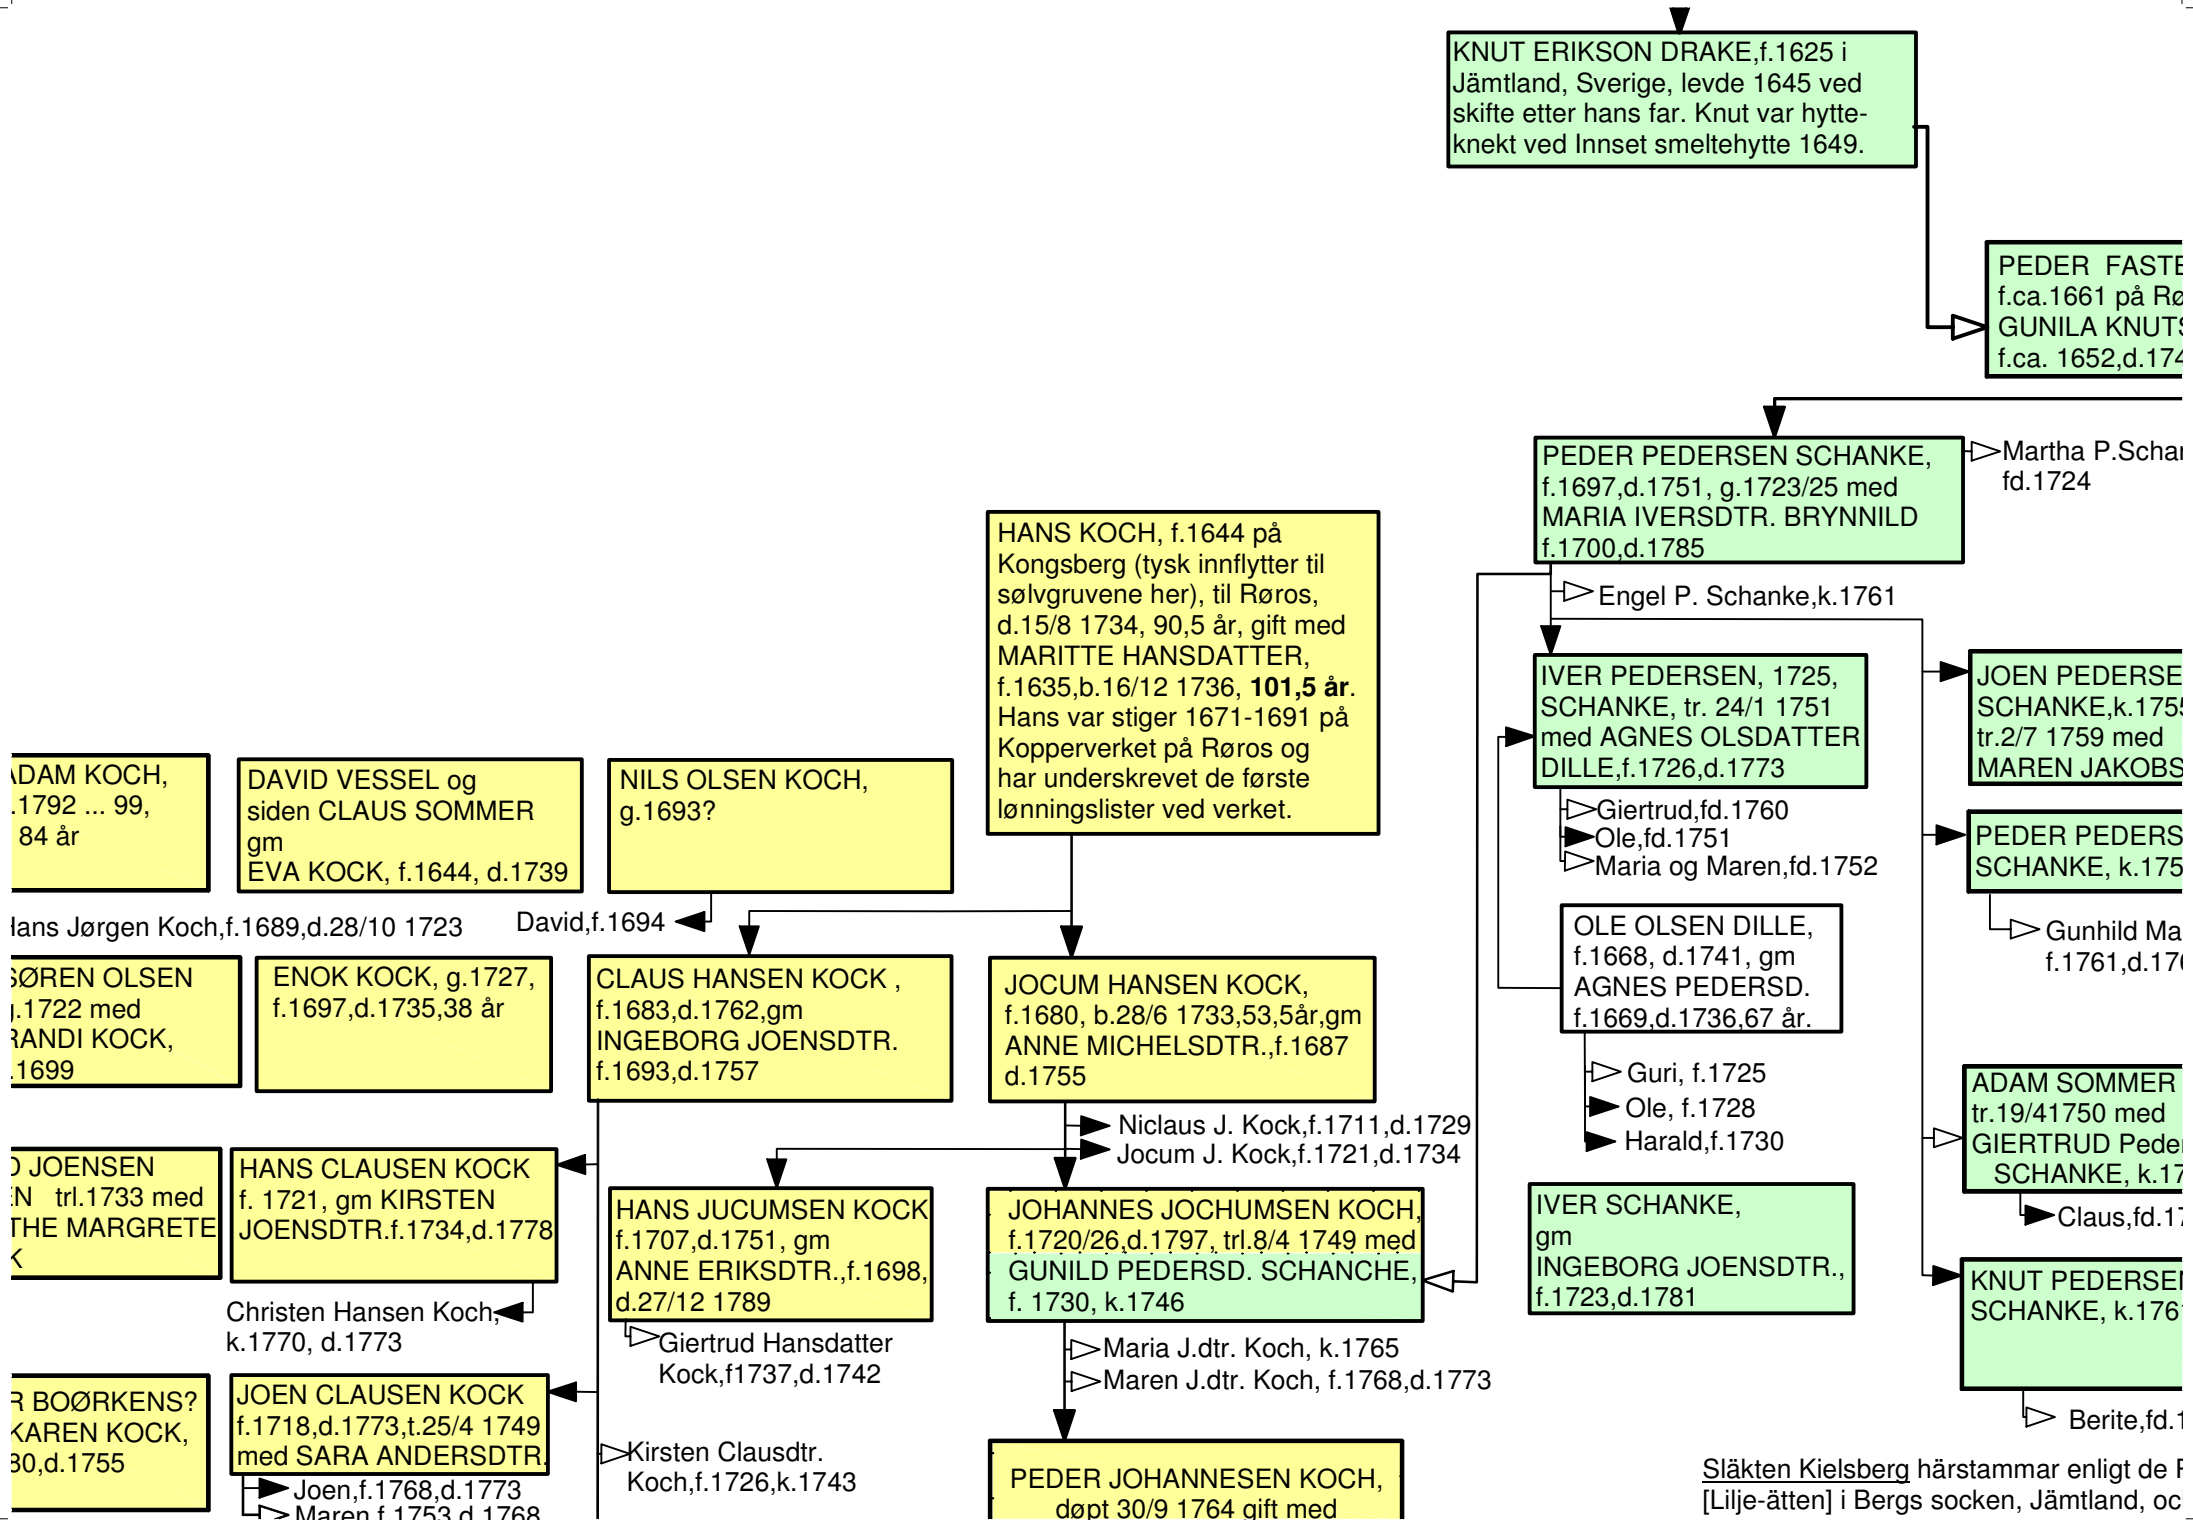 KNUT ERIKSON DRAKE,f.1625 i
Jämtland, Sverige, levde 1645 ved
skifte etter hans far. Knut var hytte-
knekt ved Innset smeltehytte 1649.
PEDER FASTE
f.ca.1661 på Rø
GUNILA KNUTS
f.ca. 1652,d.174
PEDER PEDERSEN SCHANKE,
f.1697,d.1751, g.1723/25 med
MARIA IVERSDTR. BRYNNILD
f.1700,d.1785
Martha P.Schan
fd.1724
Engel P. Schanke,k.1761
HANS KOCH, f.1644 på
Kongsberg (tysk innflytter til
sølvgruvene her), til Røros,
d.15/8 1734, 90,5 år, gift med
MARITTE HANSDATTER,
f.1635,b.16/12 1736, 101,5 år.
Hans var stiger 1671-1691 på
Kopperverket på Røros og
har underskrevet de første
lønningslister ved verket.
IVER PEDERSEN, 1725,
SCHANKE, tr. 24/1 1751
med AGNES OLSDATTER
DILLE,f.1726,d.1773
JOEN PEDERSE
SCHANKE,k.1755
tr.2/7 1759 med
MAREN JAKOBS
ADAM KOCH,
.1792 ... 99,
84 år
DAVID VESSEL og
siden CLAUS SOMMER
gm
EVA KOCK, f.1644, d.1739
NILS OLSEN KOCH,
g.1693?
Giertrud,fd.1760
Ole,fd.1751
Maria og Maren,fd.1752
PEDER PEDERS
SCHANKE, k.175
Hans Jørgen Koch,f.1689,d.28/10 1723
David,f.1694
OLE OLSEN DILLE,
f.1668, d.1741, gm
AGNES PEDERSD.
f.1669,d.1736,67 år.
Gunhild Ma
f.1761,d.176
SØREN OLSEN
g.1722 med
RANDI KOCK,
.1699
ENOK KOCK, g.1727,
f.1697,d.1735,38 år
CLAUS HANSEN KOCK ,
f.1683,d.1762,gm
INGEBORG JOENSDTR.
f.1693,d.1757
JOCUM HANSEN KOCK,
f.1680, b.28/6 1733,53,5år,gm
ANNE MICHELSDTR.,f.1687
d.1755
Guri, f.1725
Ole, f.1728
Harald,f.1730
ADAM SOMMER
tr.19/41750 med
GIERTRUD Peder
SCHANKE, k.17
Claus,fd.17
Niclaus J. Kock,f.1711,d.1729
Jocum J. Kock,f.1721,d.1734
D JOENSEN
EN trl.1733 med
THE MARGRETE
K
HANS CLAUSEN KOCK
f. 1721, gm KIRSTEN
JOENSDTR.f.1734,d.1778
HANS JUCUMSEN KOCK
f.1707,d.1751, gm
ANNE ERIKSDTR.,f.1698,
d.27/12 1789
JOHANNES JOCHUMSEN KOCH,
f.1720/26,d.1797, trl.8/4 1749 med
GUNILD PEDERSD. SCHANCHE,
f. 1730, k.1746
IVER SCHANKE,
gm
INGEBORG JOENSDTR.,
f.1723,d.1781
KNUT PEDERSEN
SCHANKE, k.1761
Christen Hansen Koch,
k.1770, d.1773
Giertrud Hansdatter
Kock,f1737,d.1742
Maria J.dtr. Koch, k.1765
Maren J.dtr. Koch, f.1768,d.1773
R BOØRKENS?
KAREN KOCK,
80,d.1755
JOEN CLAUSEN KOCK
f.1718,d.1773,t.25/4 1749
med SARA ANDERSDTR.
Joen,f.1768,d.1773
Maren,f.1753,d.1768
Kirsten Clausdtr.
Koch,f.1726,k.1743
PEDER JOHANNESEN KOCH,
døpt 30/9 1764 gift med
Berite,fd.1
Släkten Kielsberg härstammar enligt de F
[Lilje-ätten] i Bergs socken, Jämtland, oc